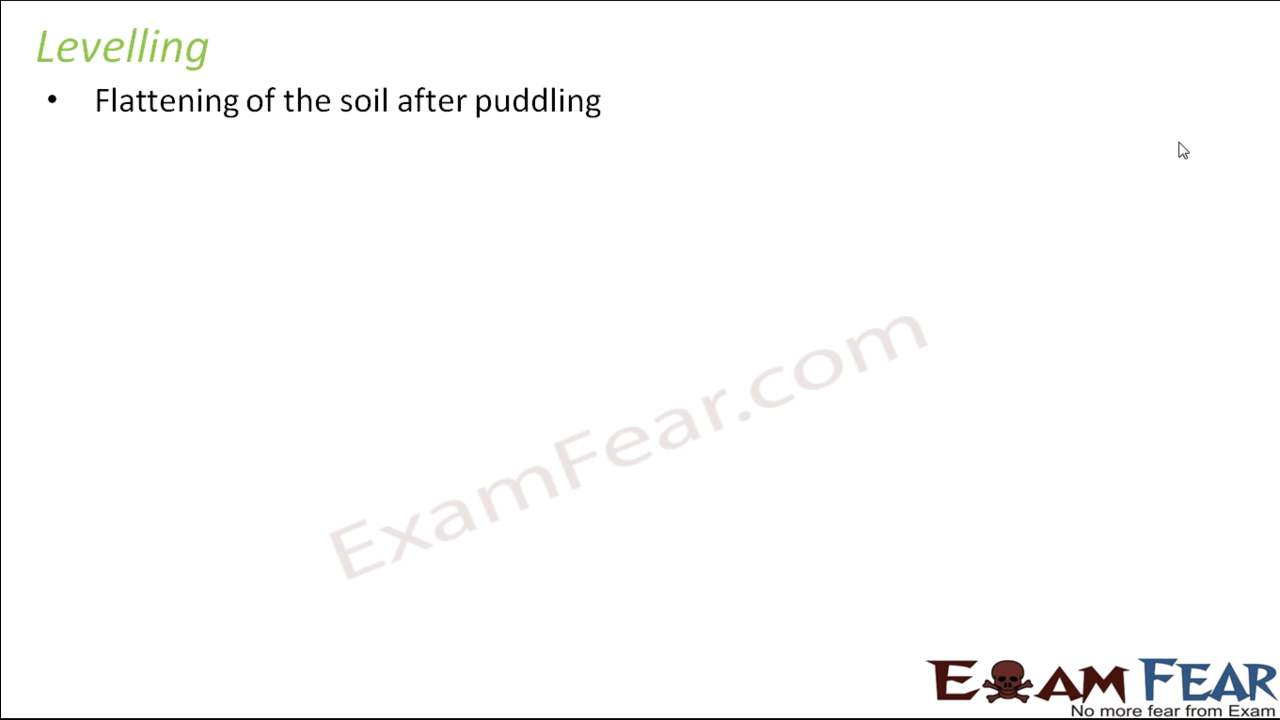 Levelling
• Flattening of the soil after puddling
ExamFear.com
EXAM FEAR
No more fear from Exam